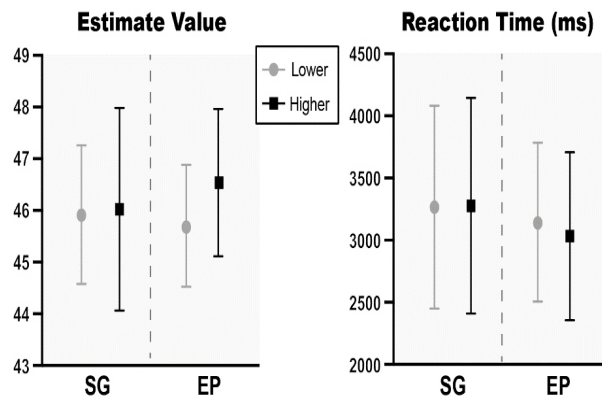 Estimate Value
49
48
47
46
45
44
43
SG
EP
Lower
Higher
Reaction Time (ms)
4500
4000
3500
3000
2500
2000
SG
EP